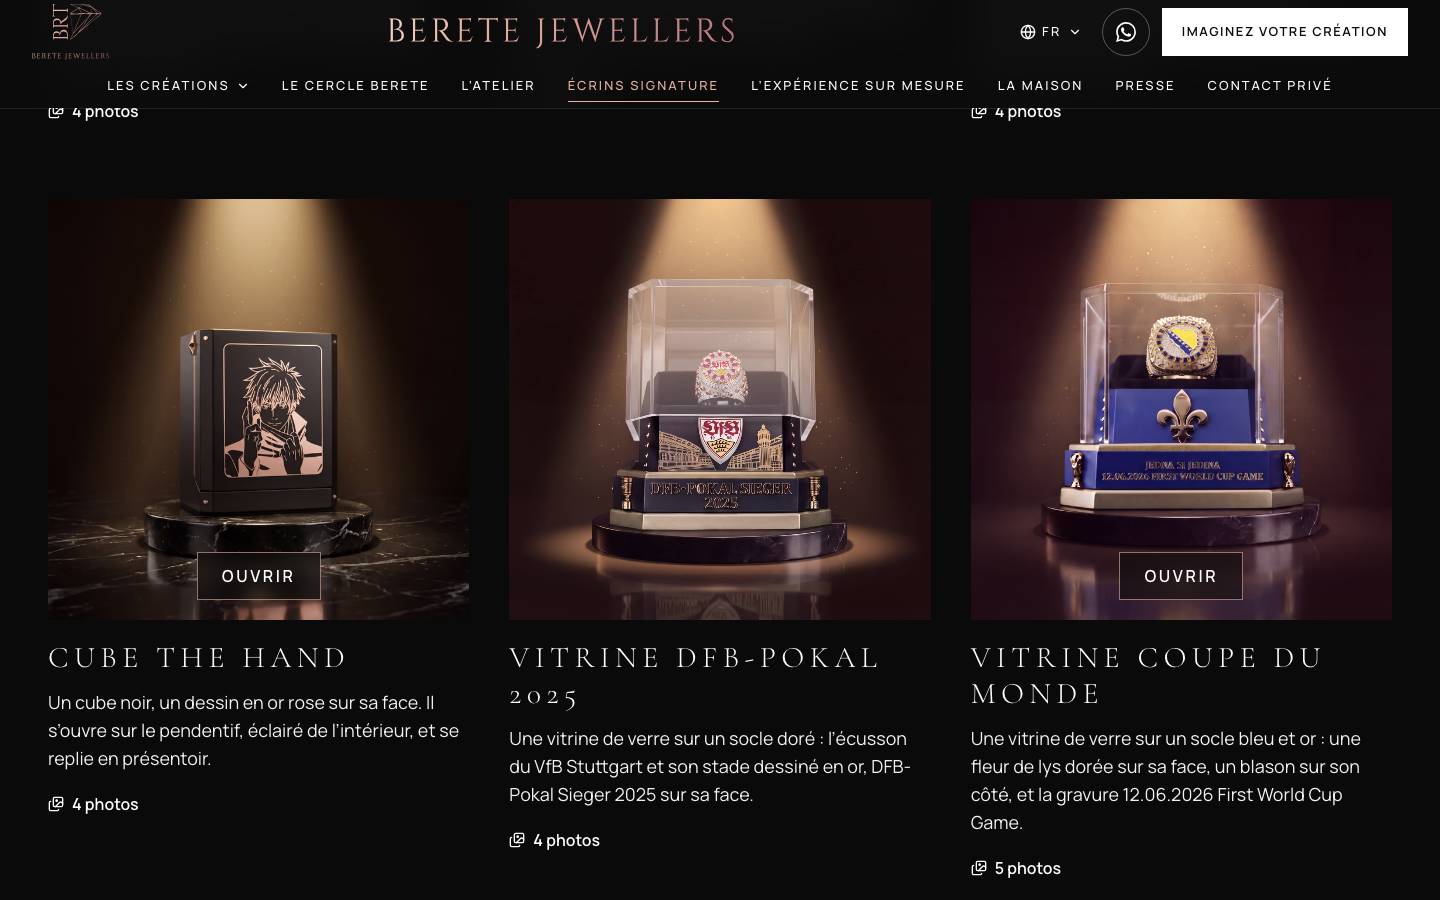 BRT
BERETE JEWELLERS
BERETE JEWELLERS
FR
IMAGINEZ VOTRE CRÉATION
LES CRÉATIONS
LE CERCLE BERETE
L'ATELIER
ÉCRINS SIGNATURE
L'EXPÉRIENCE SUR MESURE
LA MAISON
PRESSE
CONTACT PRIVÉ
4 photos
4 photos
OUVRIR
VfB
DFB-POKAL SIEGER
2025
JEDNA SI JEDINA
12.06.2026 FIRST WORLD CUP GAME
OUVRIR
CUBE THE HAND
Un cube noir, un dessin en or rose sur sa face. Il
s'ouvre sur le pendentif, éclairé de l'intérieur, et se
replie en présentoir.
4 photos
VITRINE DFB-POKAL
2025
Une vitrine de verre sur un socle doré : l'écusson
du VfB Stuttgart et son stade dessiné en or, DFB-
Pokal Sieger 2025 sur sa face.
4 photos
VITRINE COUPE DU
MONDE
Une vitrine de verre sur un socle bleu et or : une
fleur de lys dorée sur sa face, un blason sur son
côté, et la gravure 12.06.2026 First World Cup
Game.
5 photos